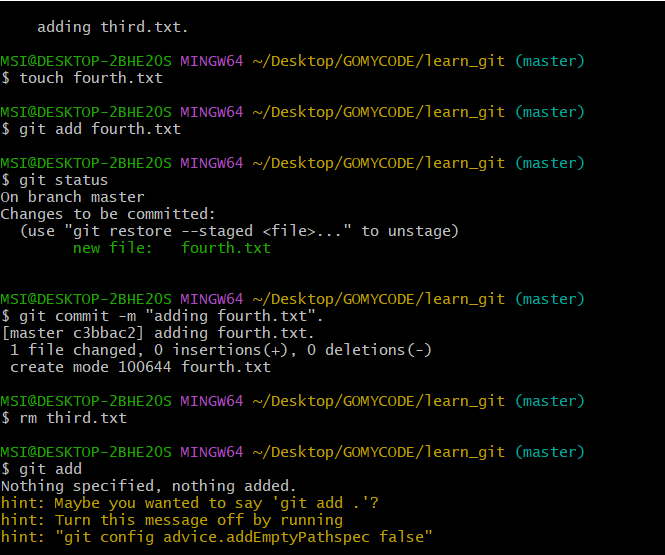 adding third.txt.
MSI@DESKTOP-2BHE2OS MINGW64 ~/Desktop/GOMYCODE/learn_git (master)
$ touch fourth.txt
MSI@DESKTOP-2BHE2OS MINGW64 ~/Desktop/GOMYCODE/learn_git (master)
$ git add fourth.txt
MSI@DESKTOP-2BHE2OS MINGW64 ~/Desktop/GOMYCODE/learn_git (master)
$ git status
On branch master
Changes to be committed:
  (use "git restore --staged <file>..." to unstage)
        new file:   fourth.txt
MSI@DESKTOP-2BHE2OS MINGW64 ~/Desktop/GOMYCODE/learn_git (master)
$ git commit -m "adding fourth.txt".
[master c3bbac2] adding fourth.txt.
 1 file changed, 0 insertions(+), 0 deletions(-)
 create mode 100644 fourth.txt
MSI@DESKTOP-2BHE2OS MINGW64 ~/Desktop/GOMYCODE/learn_git (master)
$ rm third.txt
MSI@DESKTOP-2BHE2OS MINGW64 ~/Desktop/GOMYCODE/learn_git (master)
$ git add
Nothing specified, nothing added.
hint: Maybe you wanted to say 'git add .'?
hint: Turn this message off by running
hint: "git config advice.addEmptyPathspec false"